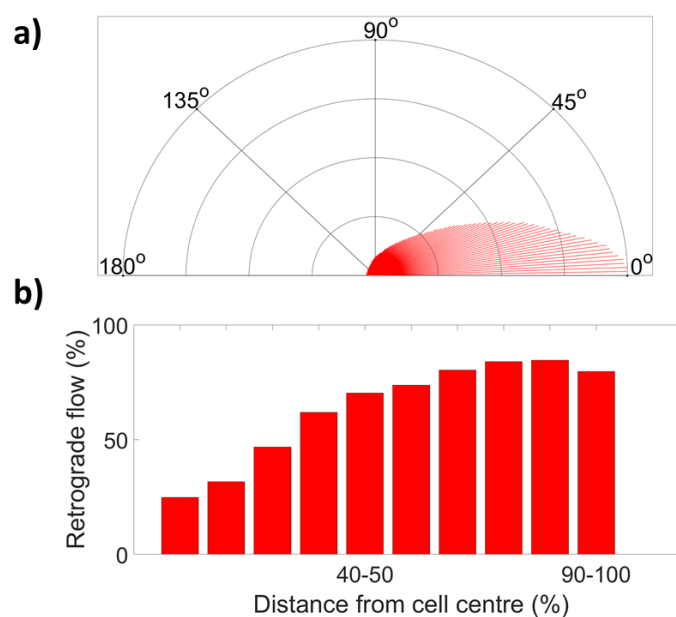 a)
90°
135°
45°
180°
0°
b)
100
50
0
Retrograde flow (%)
40-50
90-100
Distance from cell centre (%)